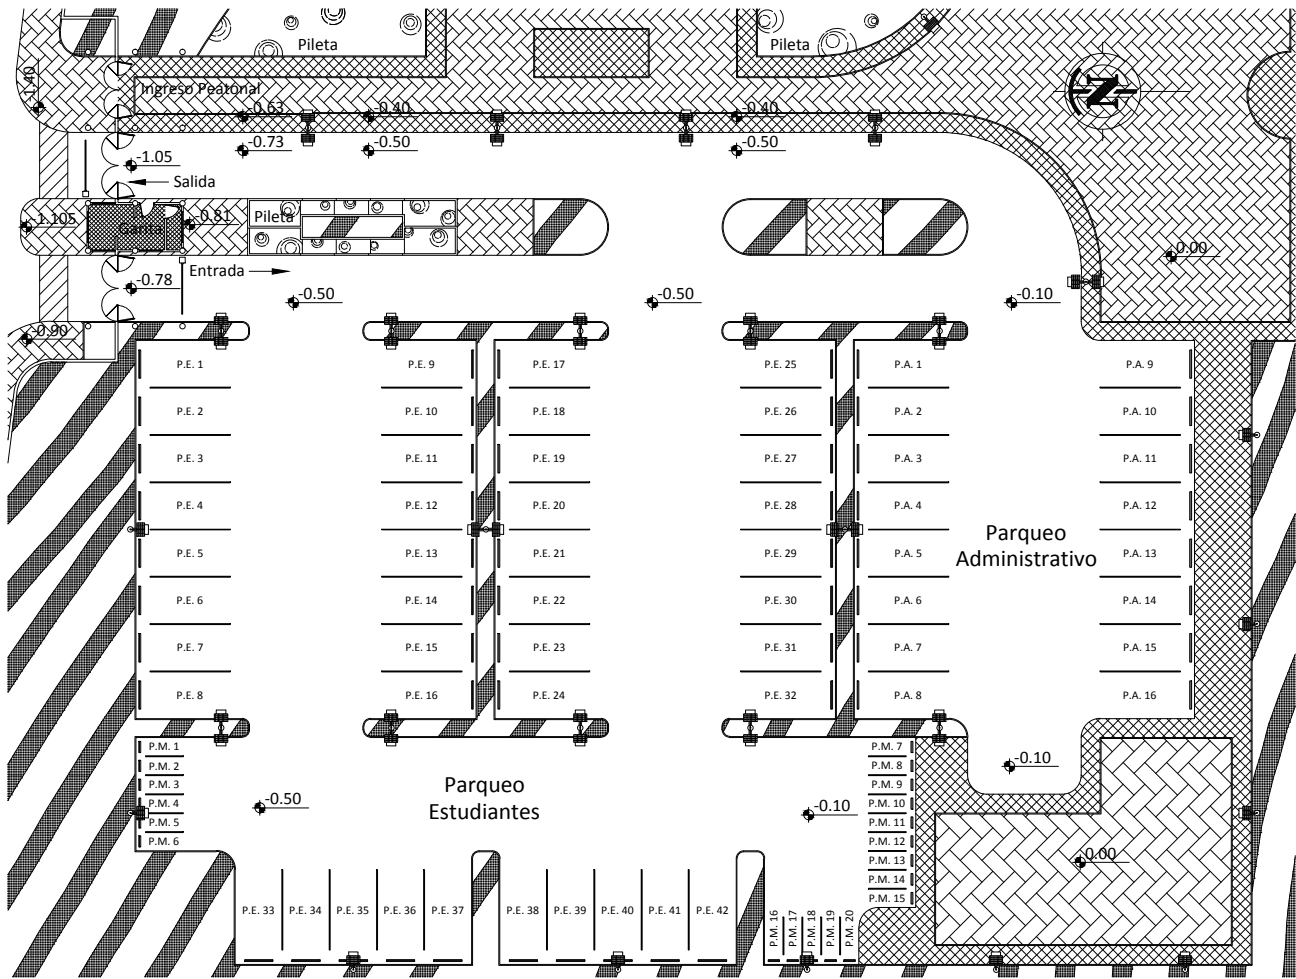 Pileta
Pileta
-1.40
Ingreso Peatonal
N
-0.63
-0.40
-0.40
-0.73
-0.50
-0.50
-1.05
Salida
-1.105
Garita
-0.81
Pileta
0.00
Entrada
-0.78
-0.50
-0.50
-0.10
-0.90
P.E. 1
P.E. 9
P.E. 17
P.E. 25
P.A. 1
P.A. 9
P.E. 2
P.E. 10
P.E. 18
P.E. 26
P.A. 2
P.A. 10
P.E. 3
P.E. 11
P.E. 19
P.E. 27
P.A. 3
P.A. 11
P.E. 4
P.E. 12
P.E. 20
P.E. 28
P.A. 4
P.A. 12
P.E. 5
P.E. 13
P.E. 21
P.E. 29
P.A. 5
Parqueo
Administrativo
P.A. 13
P.E. 6
P.E. 14
P.E. 22
P.E. 30
P.A. 6
P.A. 14
P.E. 7
P.E. 15
P.E. 23
P.E. 31
P.A. 7
P.A. 15
P.E. 8
P.E. 16
P.E. 24
P.E. 32
P.A. 8
P.A. 16
P.M. 1
P.M. 2
P.M. 3
P.M. 4
P.M. 5
P.M. 6
-0.50
Parqueo
Estudiantes
-0.10
-0.10
P.M. 7
P.M. 8
P.M. 9
P.M. 10
P.M. 11
P.M. 12
P.M. 13
P.M. 14
P.M. 15
0.00
P.E. 33
P.E. 34
P.E. 35
P.E. 36
P.E. 37
P.E. 38
P.E. 39
P.E. 40
P.E. 41
P.E. 42
P.M. 16
P.M. 17
P.M. 18
P.M. 19
P.M. 20